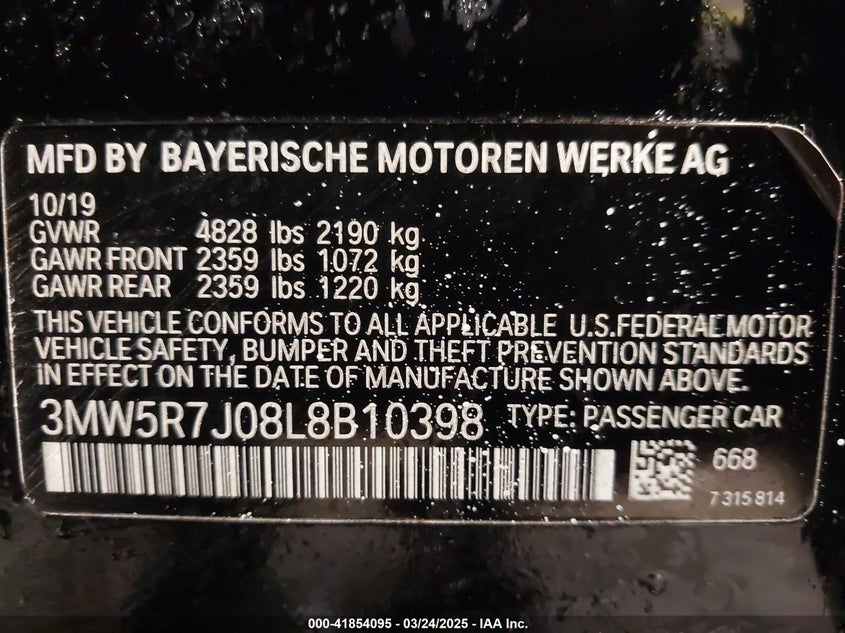 MFD BY BAYERISCHE MOTOREN WERKE AG
10/19
GVWR 4828 lbs 2190 kg
GAWR FRONT 2359 lbs 1072 kg
GAWR REAR 2359 lbs 1220 kg
THIS VEHICLE CONFORMS TO ALL APPLICABLE U.S.FEDERAL MOTOR
VEHICLE SAFETY, BUMPER AND THEFT PREVENTION STANDARDS
IN EFFECT ON THE DATE OF MANUFACTURE SHOWN ABOVE.
3MW5R7J08L8B10398 TYPE: PASSENGER CAR
668
7 315 814
000-41854095 - 03/24/2025 - IAA Inc.